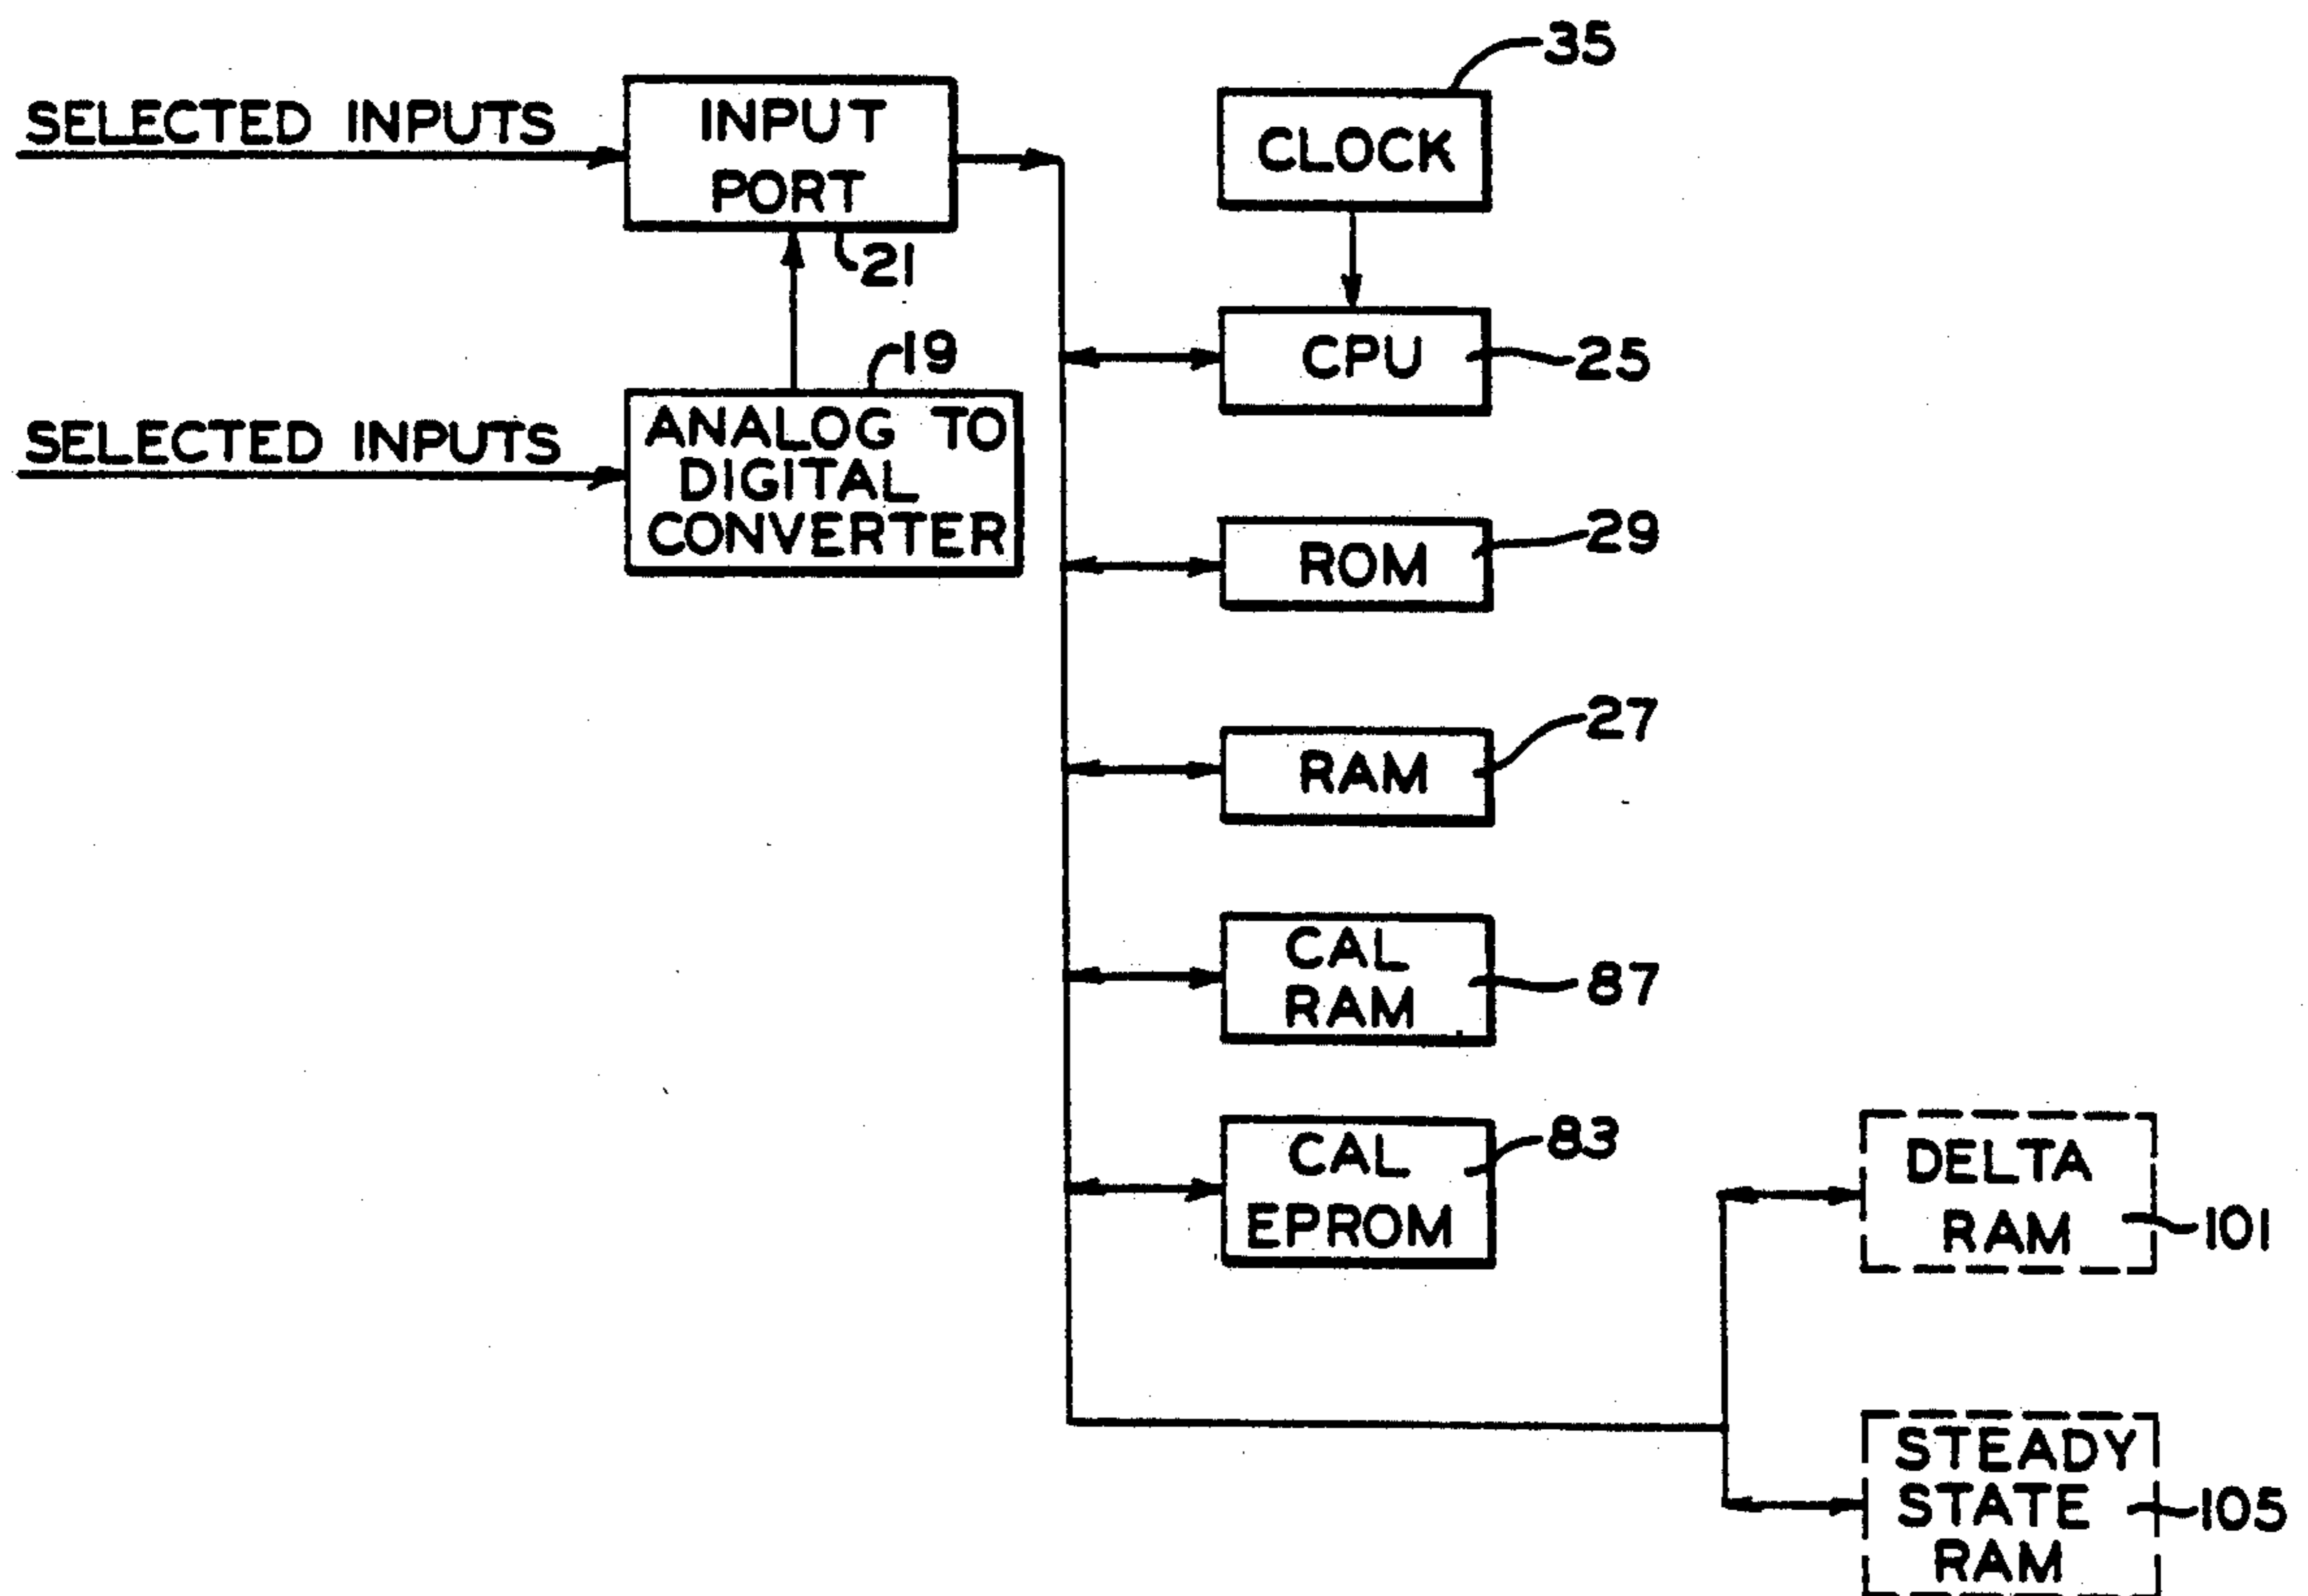 SELECTED INPUTS
INPUT
PORT
21
SELECTED INPUTS
19
ANALOG TO
DIGITAL
CONVERTER
35
CLOCK
CPU
25
ROM
29
RAM
27
CAL
RAM
87
CAL
EPROM
83
DELTA
RAM
101
STEADY
STATE
RAM
105